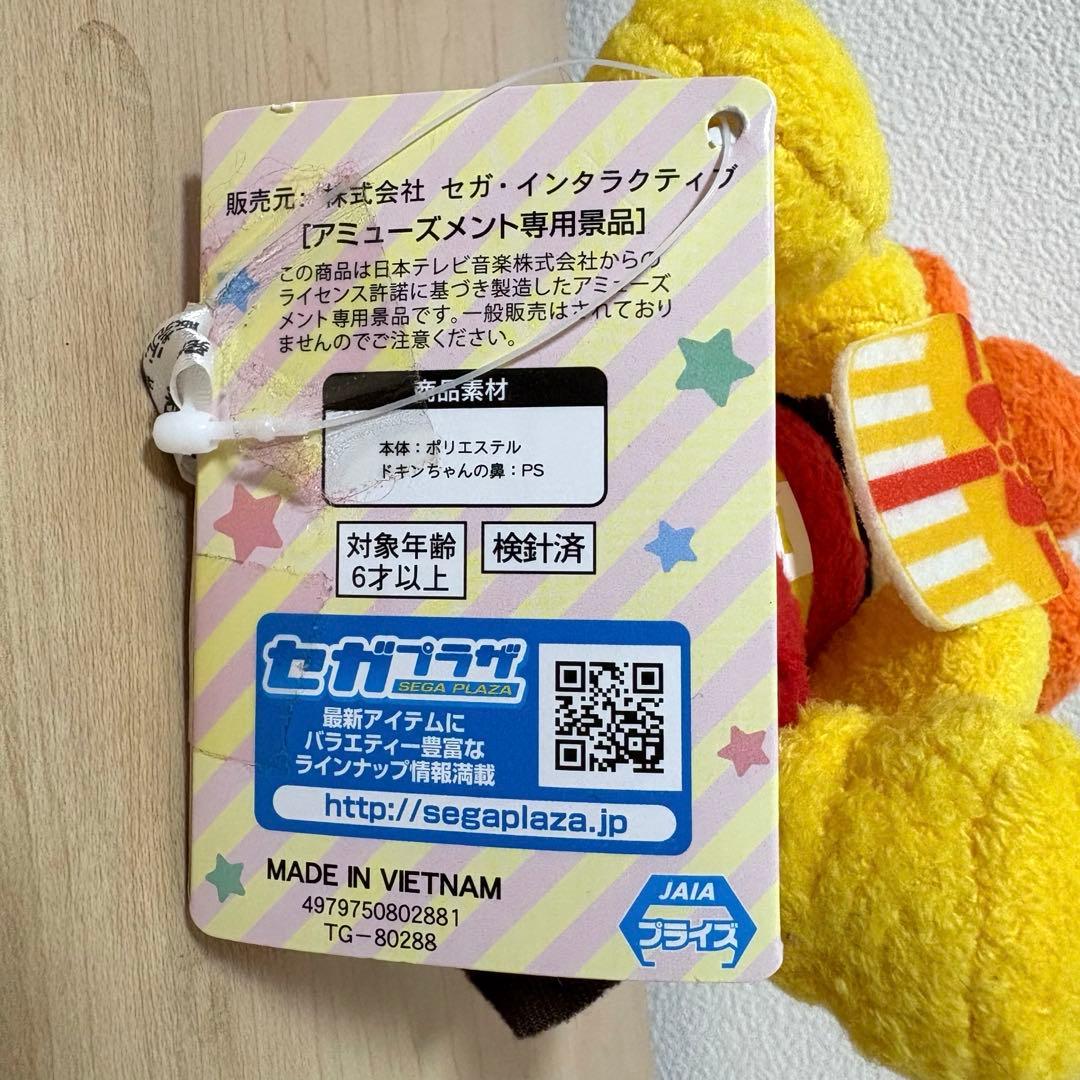 販売元: 株式会社 セガ・インタラクティブ
[アミューズメント専用景品]
この商品は日本テレビ音楽株式会社からの
ライセンス許諾に基づき製造したアミューズ
メント専用景品です。一般販売はされており
ませんのでご注意ください。
商品素材
本体：ポリエステル
ドキンちゃんの鼻：PS
対象年齢
6才以上
検針済
セガプラザ
SEGA PLAZA
最新アイテムに
バラエティー豊富な
ラインナップ情報満載
http://segaplaza.jp
MADE IN VIETNAM
4979750802881
TG-80288
JAIA
プライズ